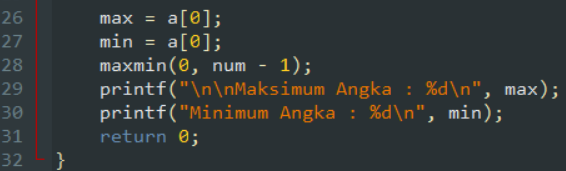 26 max = a[0];
27 min = a[0];
28 maxmin(0, num - 1);
29 printf("\n\nMaksimum Angka : %d\n", max);
30 printf("Minimum Angka : %d\n", min);
31 return 0;
32 }